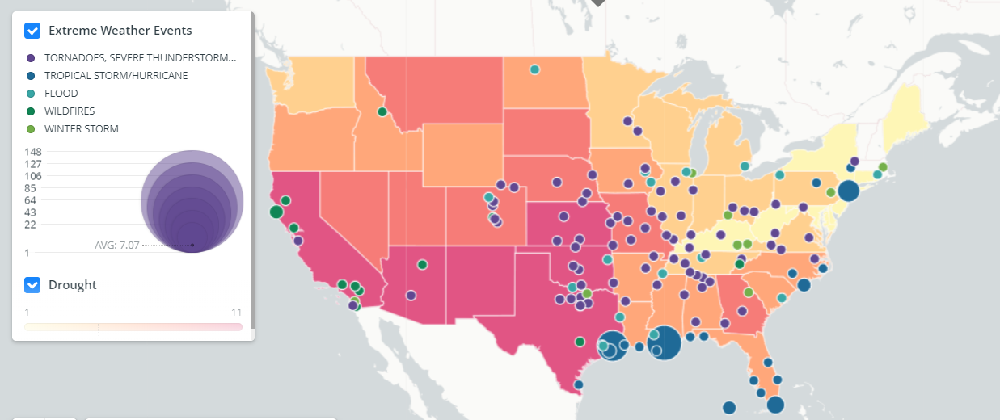 Extreme Weather Events
TORNADOES, SEVERE THUNDERSTORM...
TROPICAL STORM/HURRICANE
FLOOD
WILDFIRES
WINTER STORM
148
127
106
85
64
43
22
AVG: 7.07
1
Drought
1 11